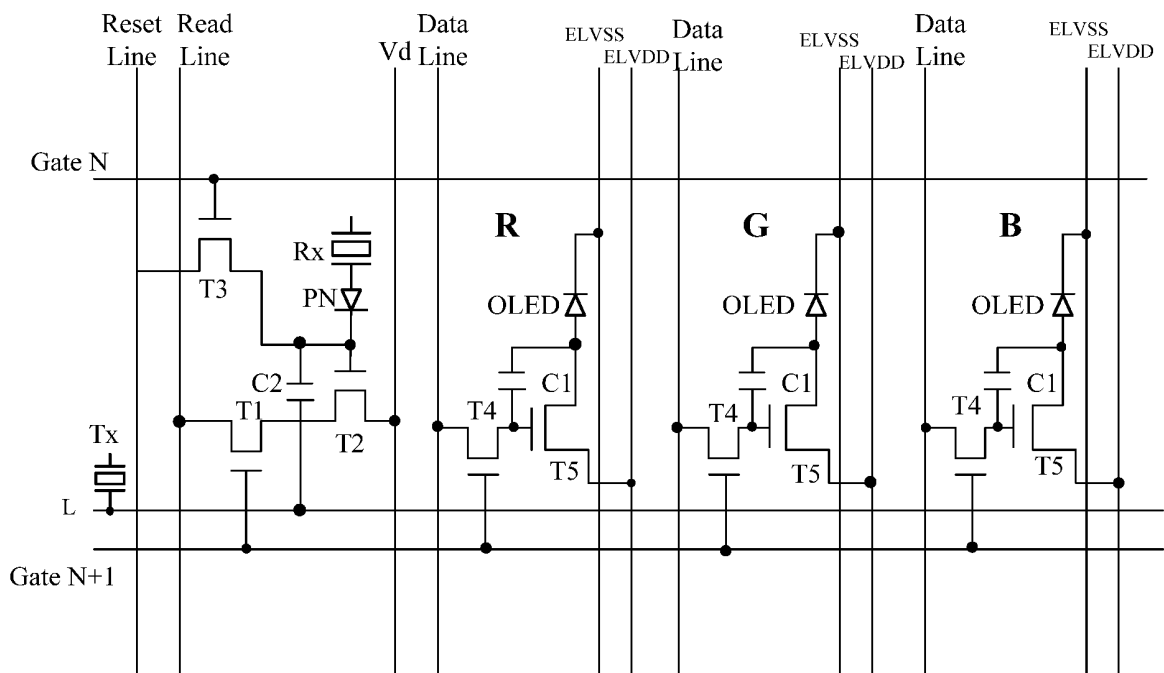 Reset Line
Read Line
Vd
Data Line
ELVSS
ELVDD
Data Line
ELVSS
ELVDD
Data Line
ELVSS
ELVDD
Gate N
R
G
B
Rx
T3
PN
OLED
OLED
OLED
C2
C1
C1
C1
T1
T2
T4
T4
T4
Tx
T5
T5
T5
L
Gate N+1